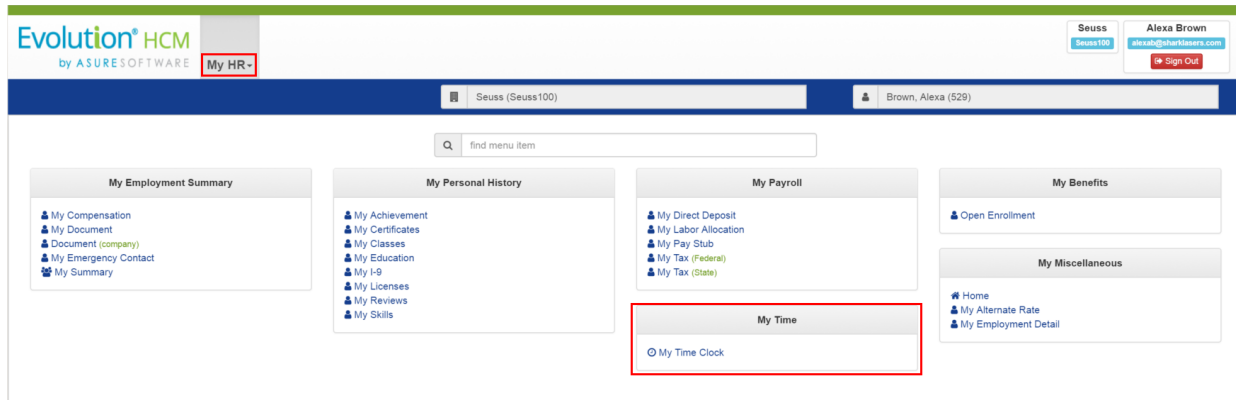 Evolution® HCM
by ASURESOFTWARE
My HR
Seuss
Seuss100
Alexa Brown
alexab@sharklasers.com
Sign Out
Seuss (Seuss100)
Brown, Alexa (529)
find menu item
My Employment Summary
My Compensation
My Document
Document (company)
My Emergency Contact
My Summary
My Personal History
My Achievement
My Certificates
My Classes
My Education
My I-9
My Licenses
My Reviews
My Skills
My Payroll
My Direct Deposit
My Labor Allocation
My Pay Stub
My Tax (Federal)
My Tax (State)
My Time
My Time Clock
My Benefits
Open Enrollment
My Miscellaneous
Home
My Alternate Rate
My Employment Detail